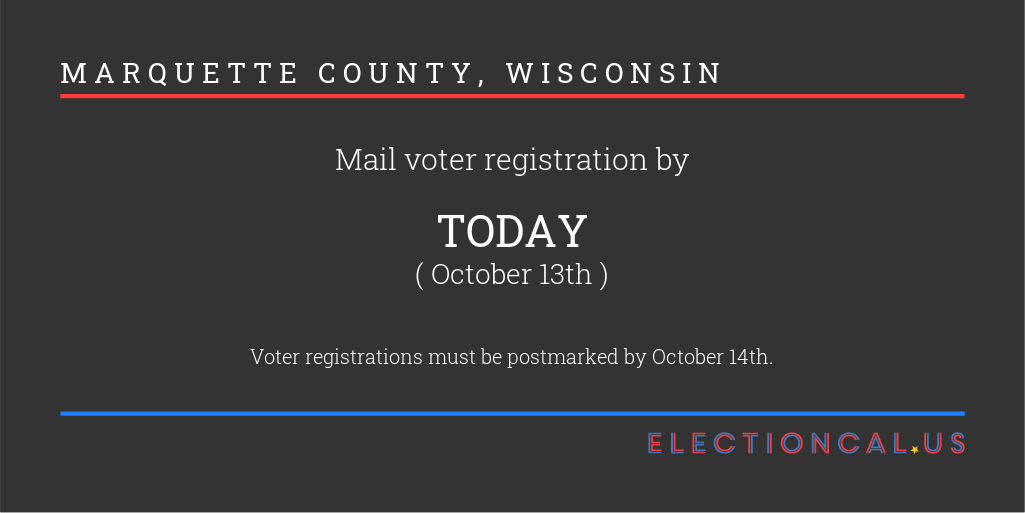 MARQUETTE COUNTY, WISCONSIN
Mail voter registration by
TODAY
( October 13th )
Voter registrations must be postmarked by October 14th.
ELECTIONCAL.US